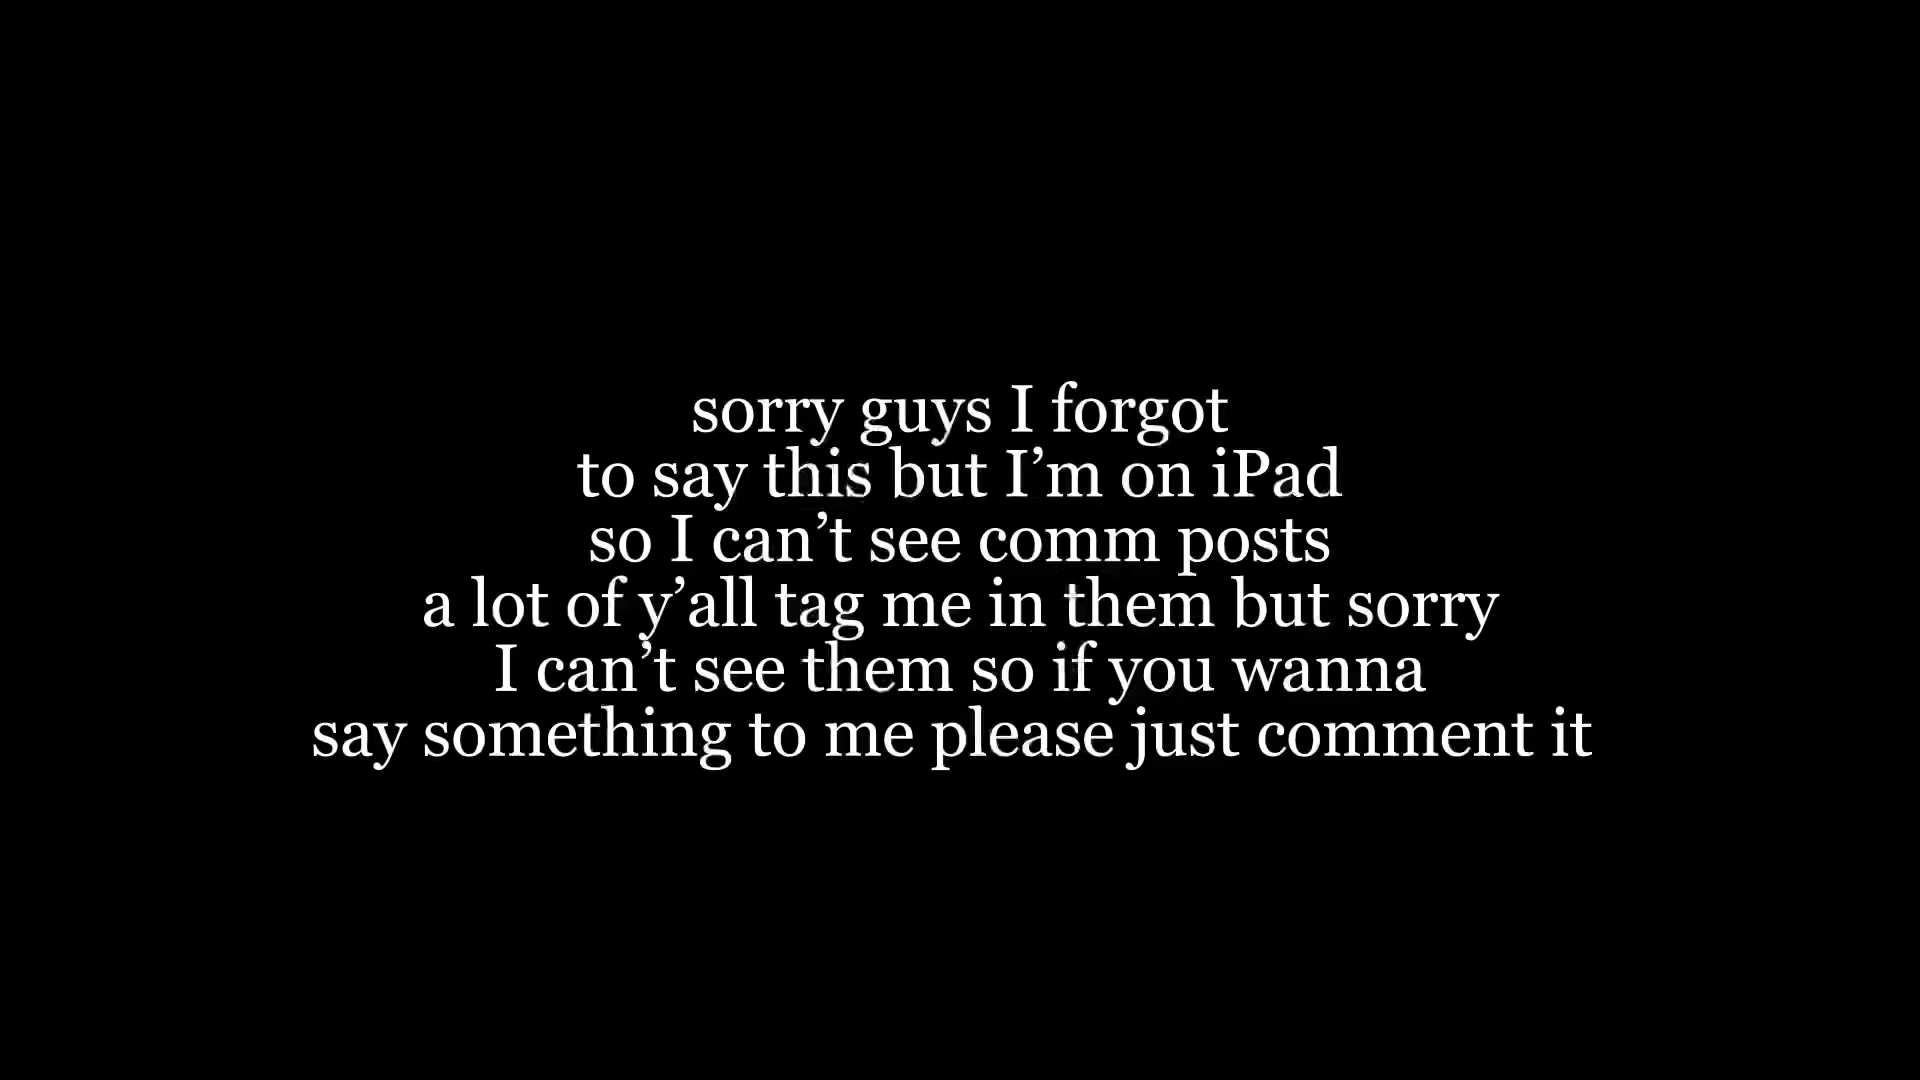 sorry guys I forgot
to say this but I’m on iPad
so I can’t see comm posts
a lot of y’all tag me in them but sorry
I can’t see them so if you wanna
say something to me please just comment it